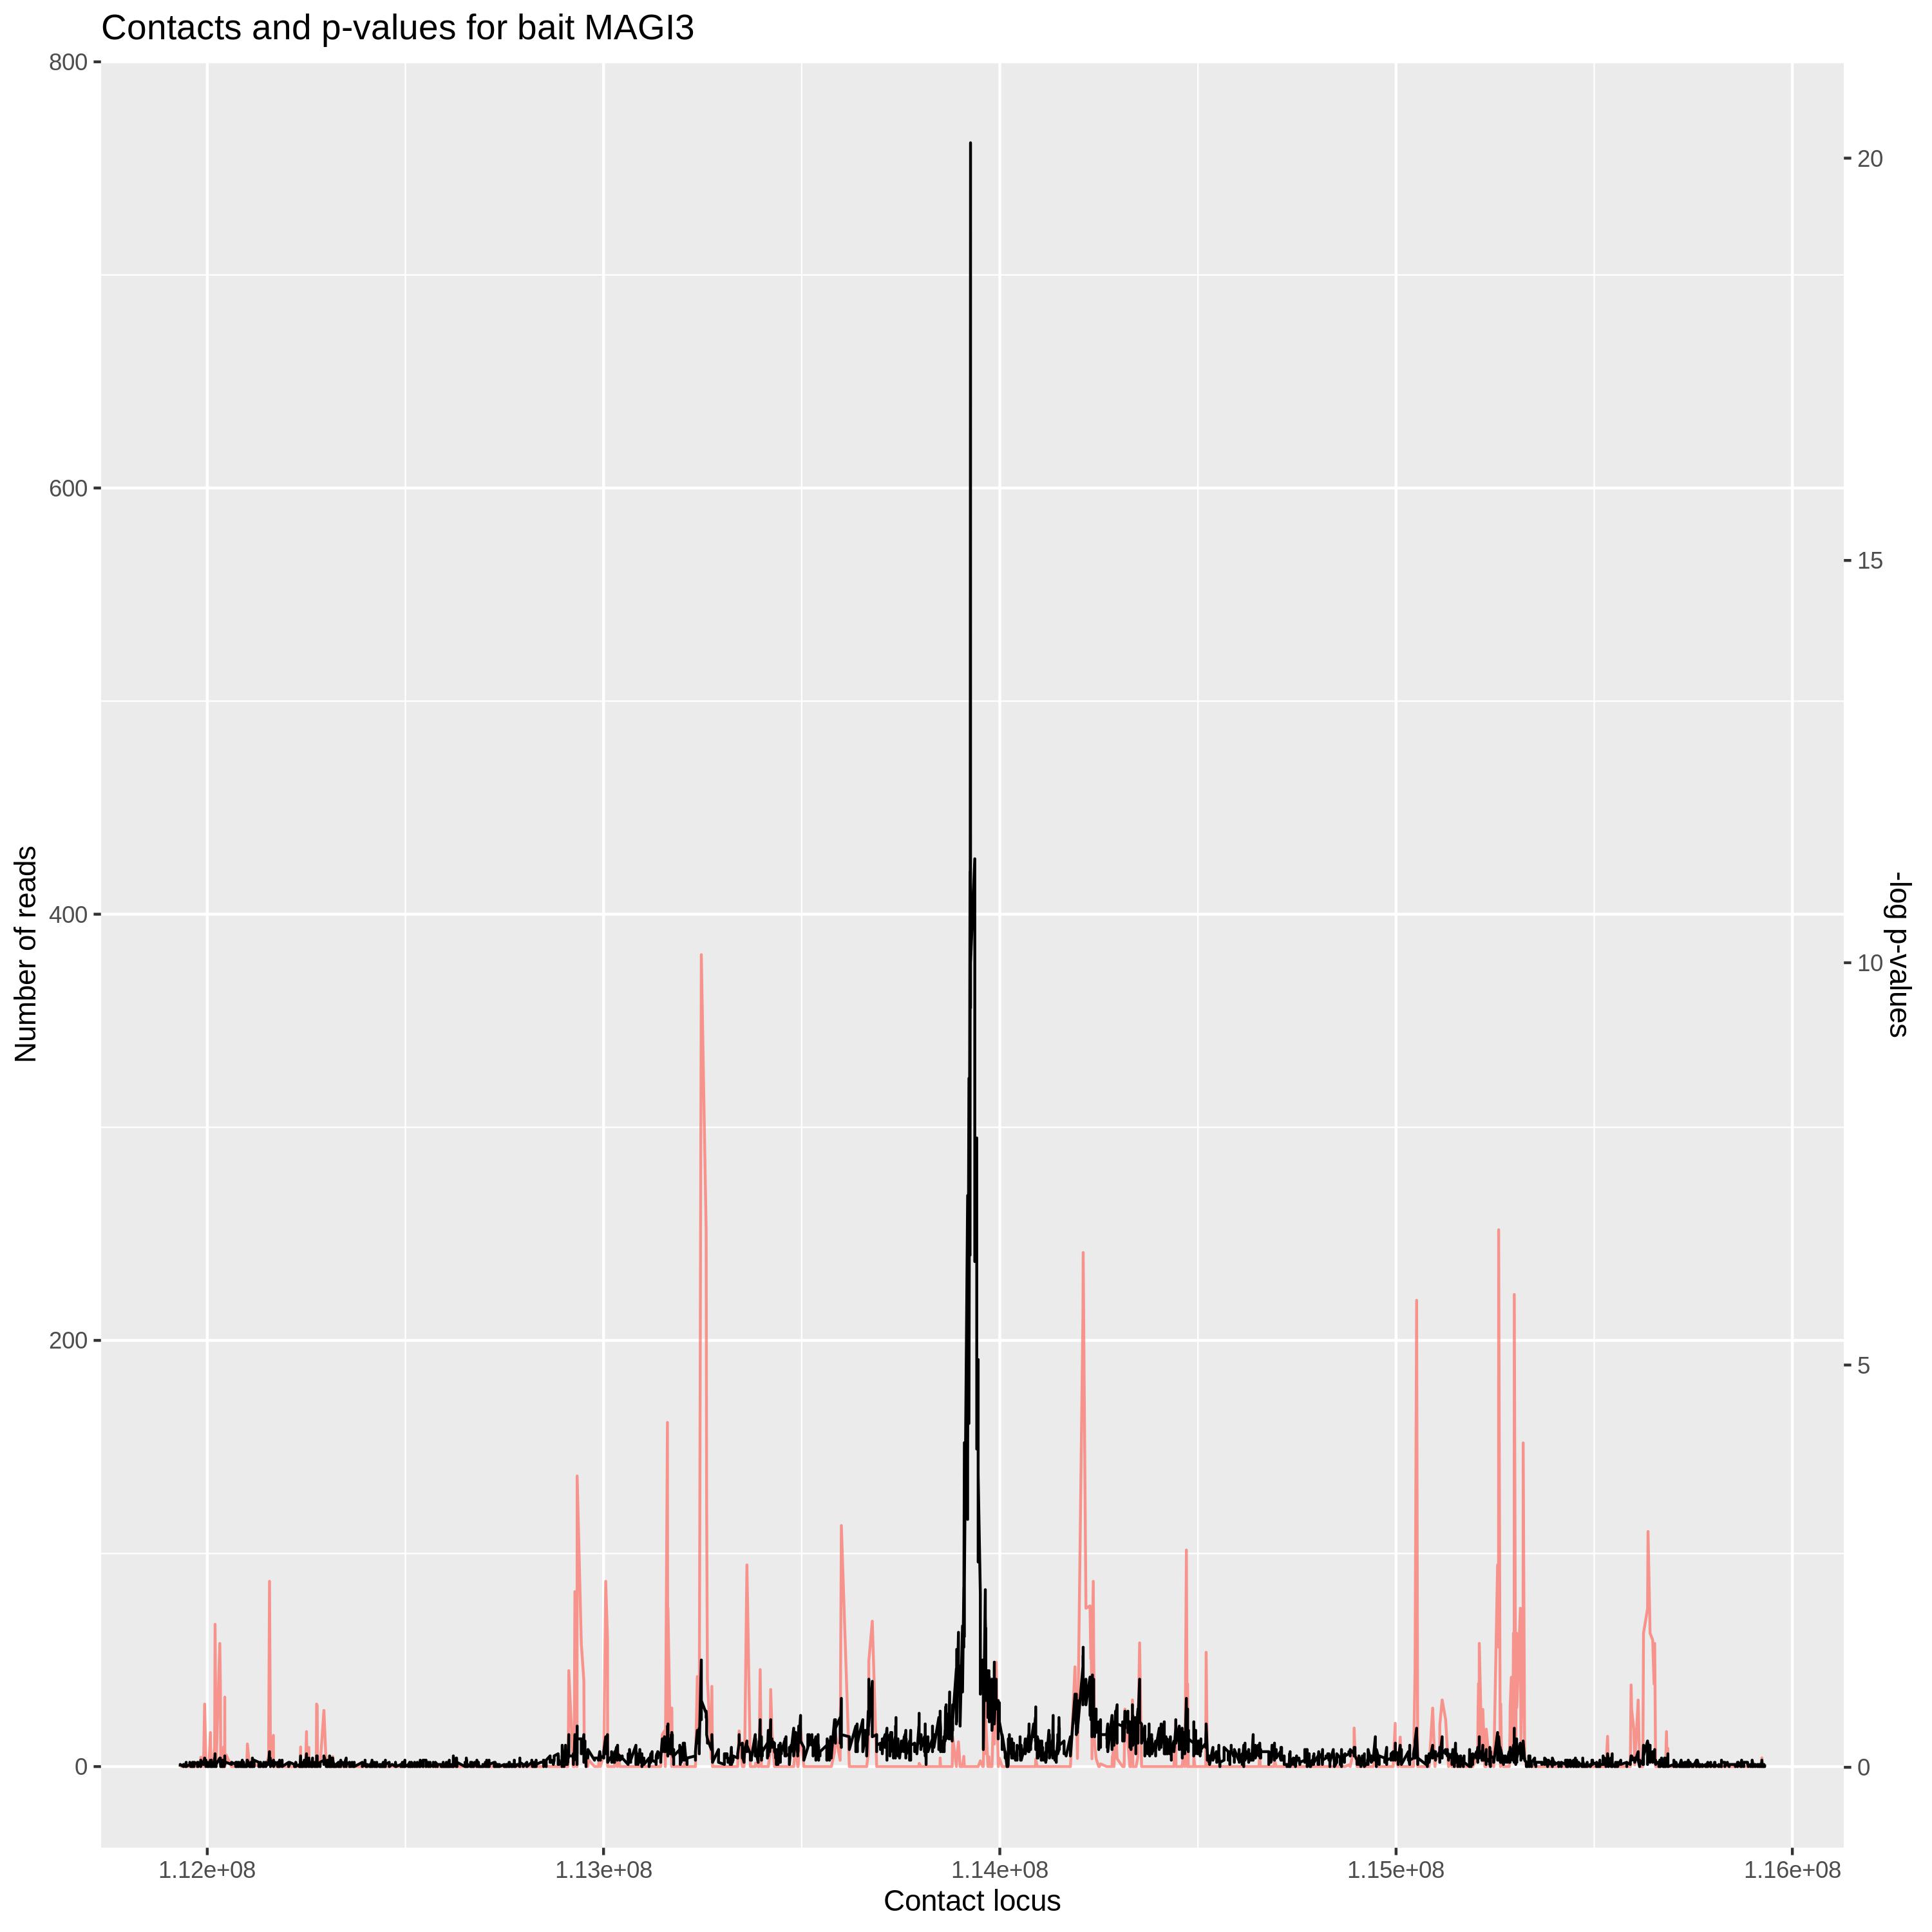 Contacts and p-values for bait MAGI3
800
600
400
200
0
Number of reads
20
15
10
5
0
-log p-values
1.12e+08
1.13e+08
1.14e+08
1.15e+08
1.16e+08
Contact locus